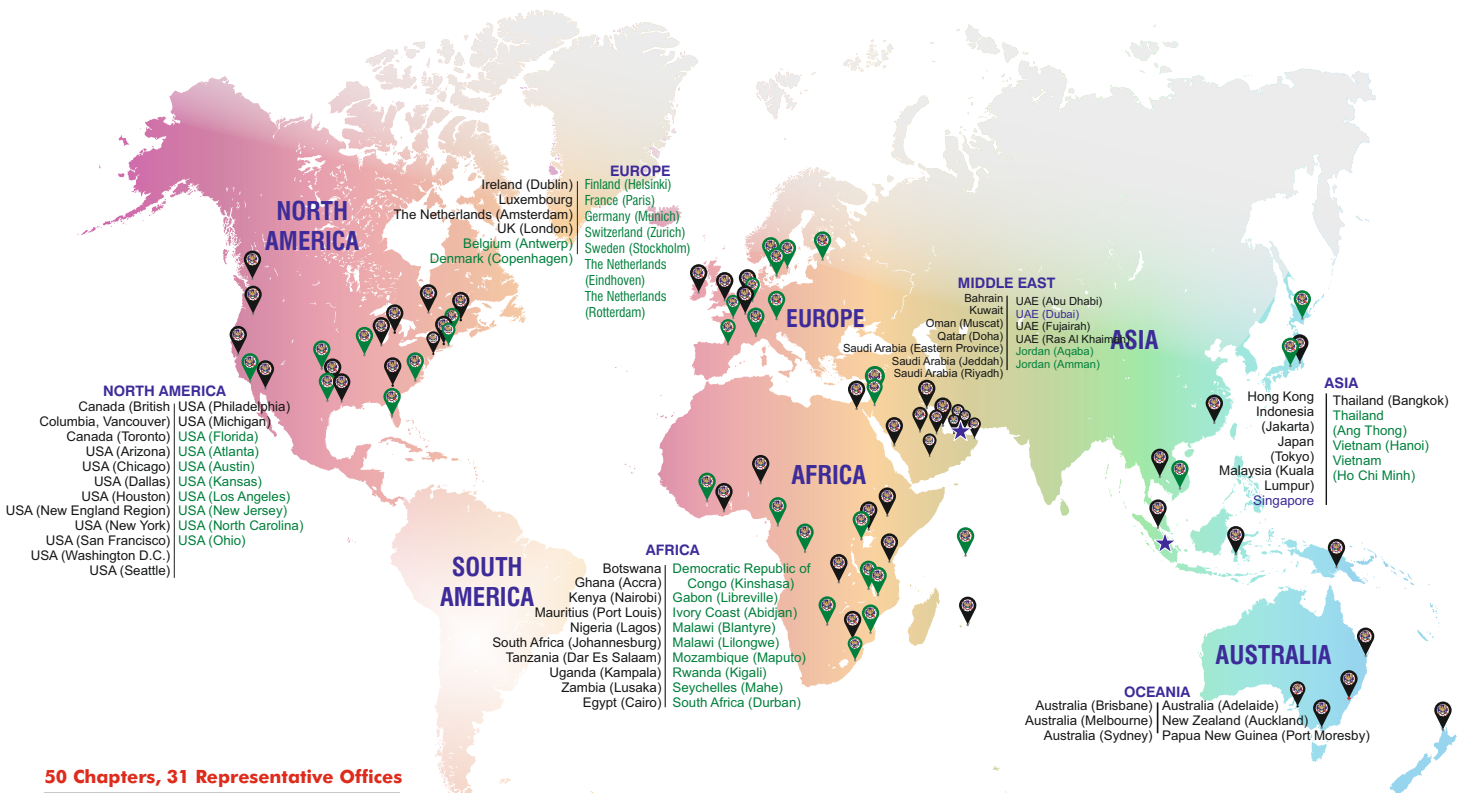 NORTH
AMERICA
EUROPE
Ireland (Dublin)
Luxembourg
The Netherlands (Amsterdam)
UK (London)
Belgium (Antwerp)
Denmark (Copenhagen)
Finland (Helsinki)
France (Paris)
Germany (Munich)
Switzerland (Zurich)
Sweden (Stockholm)
The Netherlands
(Eindhoven)
The Netherlands
(Rotterdam)
EUROPE
MIDDLE EAST
Bahrain
Kuwait
Oman (Muscat)
Qatar (Doha)
Saudi Arabia (Eastern Province)
Saudi Arabia (Jeddah)
Saudi Arabia (Riyadh)
UAE (Abu Dhabi)
UAE (Dubai)
UAE (Fujairah)
UAE (Ras Al Khaimah)
Jordan (Aqaba)
Jordan (Amman)
ASIA
NORTH AMERICA
Canada (British
Columbia, Vancouver)
Canada (Toronto)
USA (Arizona)
USA (Chicago)
USA (Dallas)
USA (Houston)
USA (New England Region)
USA (New York)
USA (San Francisco)
USA (Washington D.C.)
USA (Seattle)
USA (Philadelphia)
USA (Michigan)
USA (Florida)
USA (Atlanta)
USA (Austin)
USA (Kansas)
USA (Los Angeles)
USA (New Jersey)
USA (North Carolina)
USA (Ohio)
ASIA
Hong Kong
Indonesia
(Jakarta)
Japan
(Tokyo)
Malaysia (Kuala
Lumpur)
Singapore
Thailand (Bangkok)
Thailand
(Ang Thong)
Vietnam (Hanoi)
Vietnam
(Ho Chi Minh)
AFRICA
SOUTH
AMERICA
AFRICA
Botswana
Ghana (Accra)
Kenya (Nairobi)
Mauritius (Port Louis)
Nigeria (Lagos)
South Africa (Johannesburg)
Tanzania (Dar Es Salaam)
Uganda (Kampala)
Zambia (Lusaka)
Egypt (Cairo)
Democratic Republic of
Congo (Kinshasa)
Gabon (Libreville)
Ivory Coast (Abidjan)
Malawi (Blantyre)
Malawi (Lilongwe)
Mozambique (Maputo)
Rwanda (Kigali)
Seychelles (Mahe)
South Africa (Durban)
AUSTRALIA
OCEANIA
Australia (Brisbane)
Australia (Melbourne)
Australia (Sydney)
Australia (Adelaide)
New Zealand (Auckland)
Papua New Guinea (Port Moresby)
50 Chapters, 31 Representative Offices